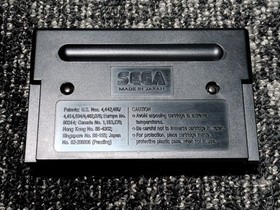 SEGA
MADE IN JAPAN
Patents: U.S. Nos. 4,442,486/
4,454,594/4,462,076; Europe No.
80244; Canada No. 1,183,276;
Hong Kong No. 88-4302;
Singapore No. 88-155; Japan
No. 82-205605 (Pending)
CAUTION
• Avoid exposing cartridge to extreme
temperatures.
• Be careful not to immerse cartridge in
• For protection, place cartridge in
protective plastic case, when not in use.